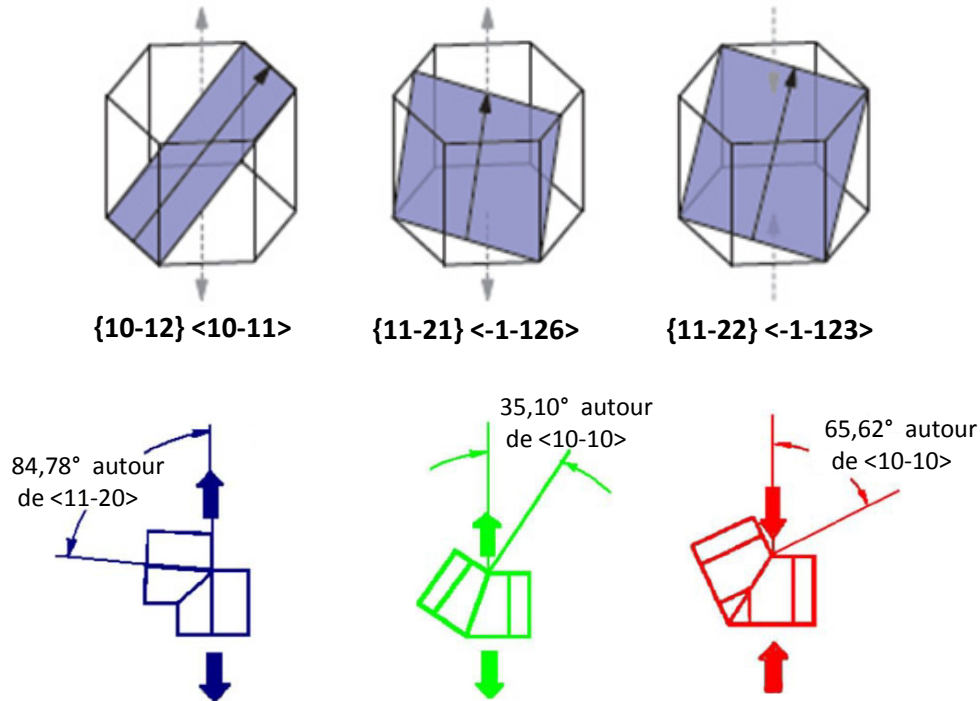 {10-12} <10-11>
{11-21} <-1-126>
{11-22} <-1-123>
84,78° autour
de <11-20>
35,10° autour
de <10-10>
65,62° autour
de <10-10>